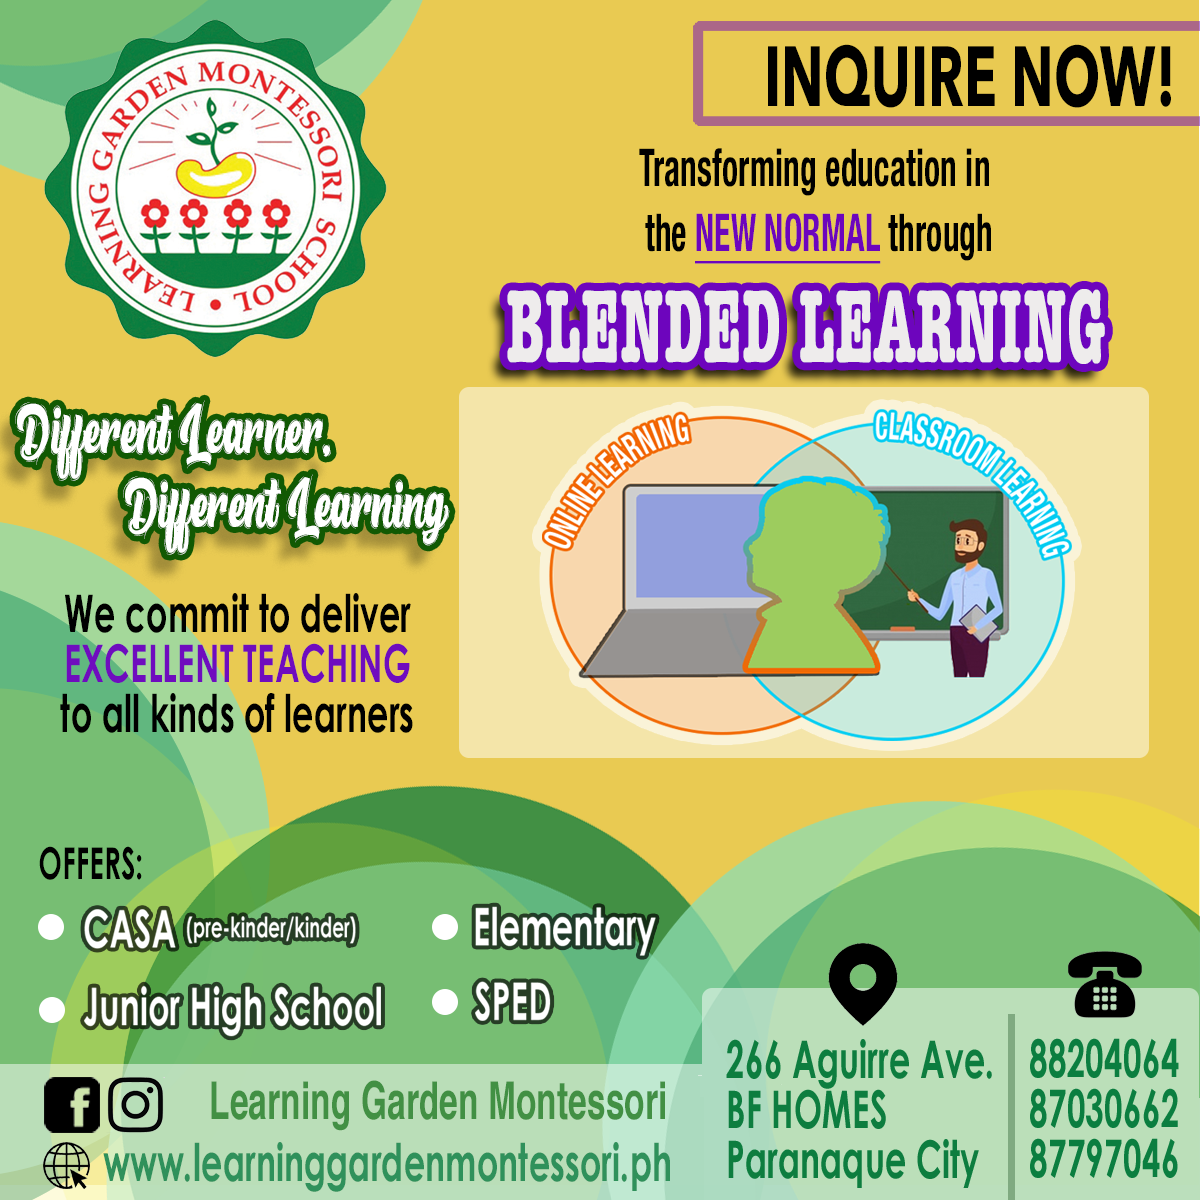 LEARNING GARDEN MONTESSORI SCHOOL •
INQUIRE NOW!
Transforming education in
the NEW NORMAL through
BLENDED LEARNING
Different Learner,
Different Learning
We commit to deliver
EXCELLENT TEACHING
to all kinds of learners
ONLINE LEARNING
CLASSROOM LEARNING
OFFERS:
CASA (pre-kinder/kinder)
Elementary
Junior High School
SPED
Learning Garden Montessori
www.learninggardenmontessori.ph
266 Aguirre Ave.
BF HOMES
Paranaque City
88204064
87030662
87797046